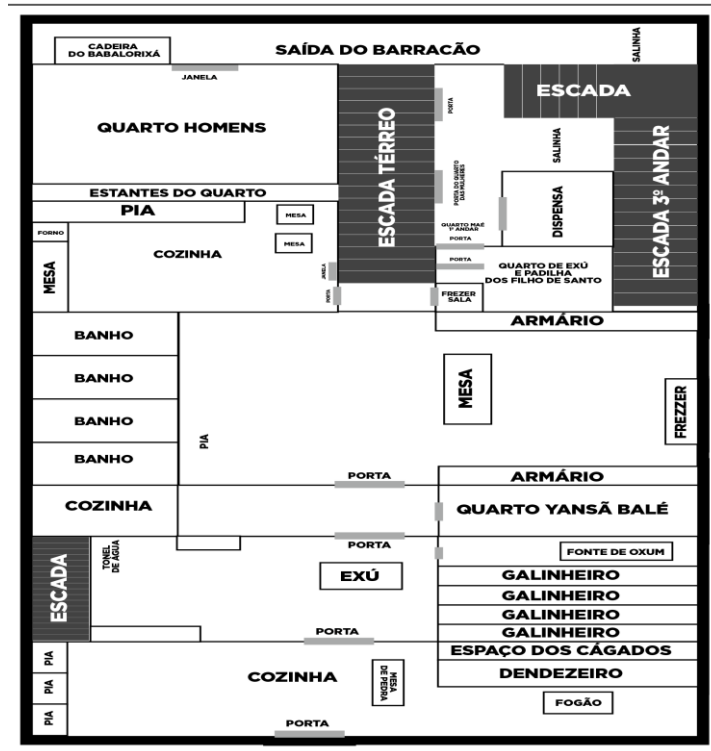 CADEIRA
DO BABALORIXÁ
SAÍDA DO BARRACÃO
SALINHA
JANELA
ESCADA
QUARTO HOMENS
ESCADA TÉRREO
PORTA
SALINHA
ESCADA 3º ANDAR
PORTA DO QUARTO
DAS MULHERES
DISPENSA
ESTANTES DO QUARTO
PIA
MESA
FORNO
COZINHA
MESA
QUARTO MAÉ
1º ANDAR
PORTA
PORTA
QUARTO DE EXÚ
E PADILHA
DOS FILHO DE SANTO
MESA
JANELA
PORTA
FREZER
SALA
ARMÁRIO
BANHO
BANHO
BANHO
BANHO
PIA
MESA
FREZZER
PORTA
ARMÁRIO
COZINHA
QUARTO YANSÃ BALÉ
PORTA
ESCADA
TONEL
DE ÁGUA
EXÚ
FONTE DE OXUM
GALINHEIRO
GALINHEIRO
GALINHEIRO
GALINHEIRO
PORTA
ESPAÇO DOS CÁGADOS
PIA
PIA
PIA
COZINHA
MESA
DE PEDRA
DENDEZEIRO
FOGÃO
PORTA